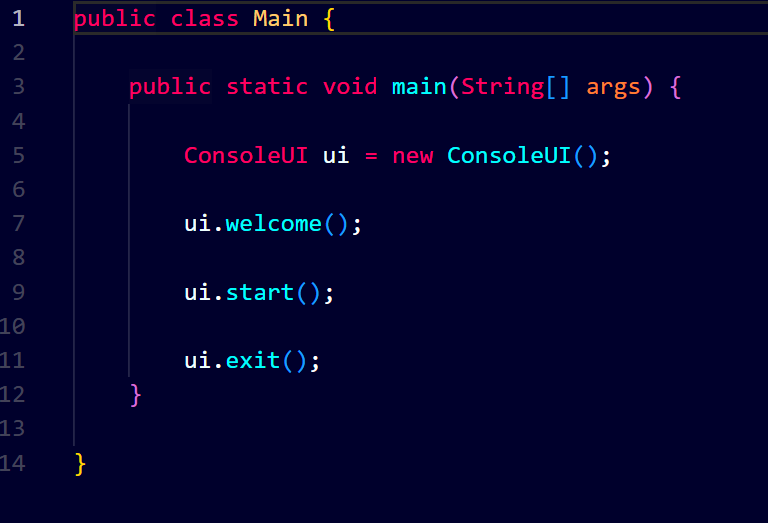 1 public class Main {
2
3     public static void main(String[] args) {
4
5         ConsoleUI ui = new ConsoleUI();
6
7         ui.welcome();
8
9         ui.start();
10
11         ui.exit();
12     }
13
14 }